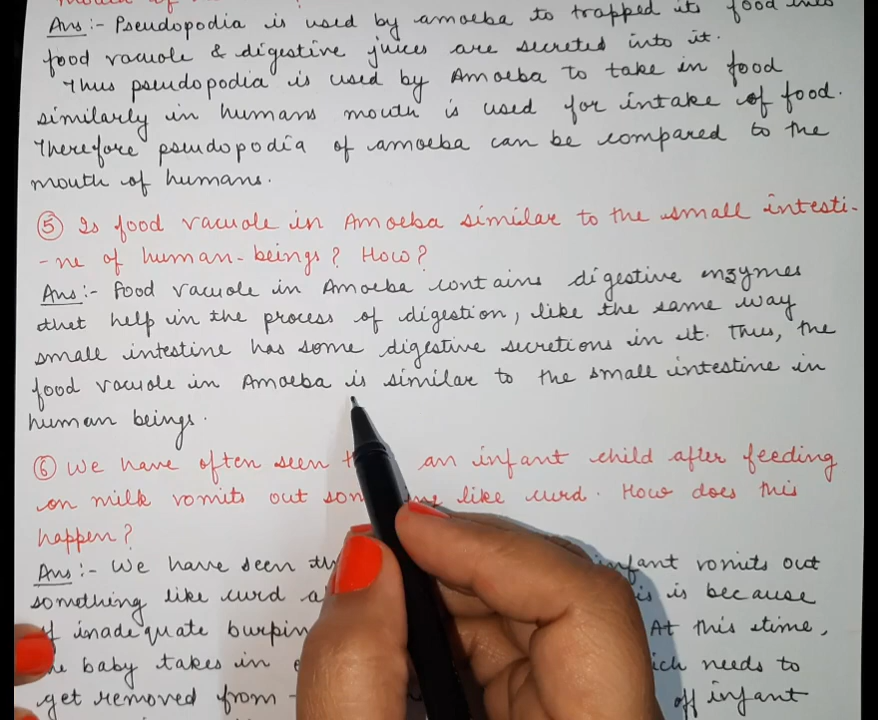 Ans :- Pseudopodia is used by amoeba to trapped its food into
food vacuole & digestive juices are secreted into it.
Thus pseudopodia is used by Amoeba to take in food
similarly in humans mouth is used for intake of food.
Therefore pseudopodia of amoeba can be compared to the
mouth of humans.
⑤ Is food vacuole in Amoeba similar to the small intesti-
-ne of human-beings? How?
Ans :- Food vacuole in Amoeba contains digestive enzymes
that help in the process of digestion, like the same way
small intestine has some digestive secretions in it. Thus, the
food vacuole in Amoeba is similar to the small intestine in
human beings.
⑥ We have often seen an infant child after feeding
on milk vomits out like curd. How does this
happen?
Ans :- We have seen infant vomits out
something like curd is because
inadequate burpin At this time,
baby takes in needs to
get removed from off infant